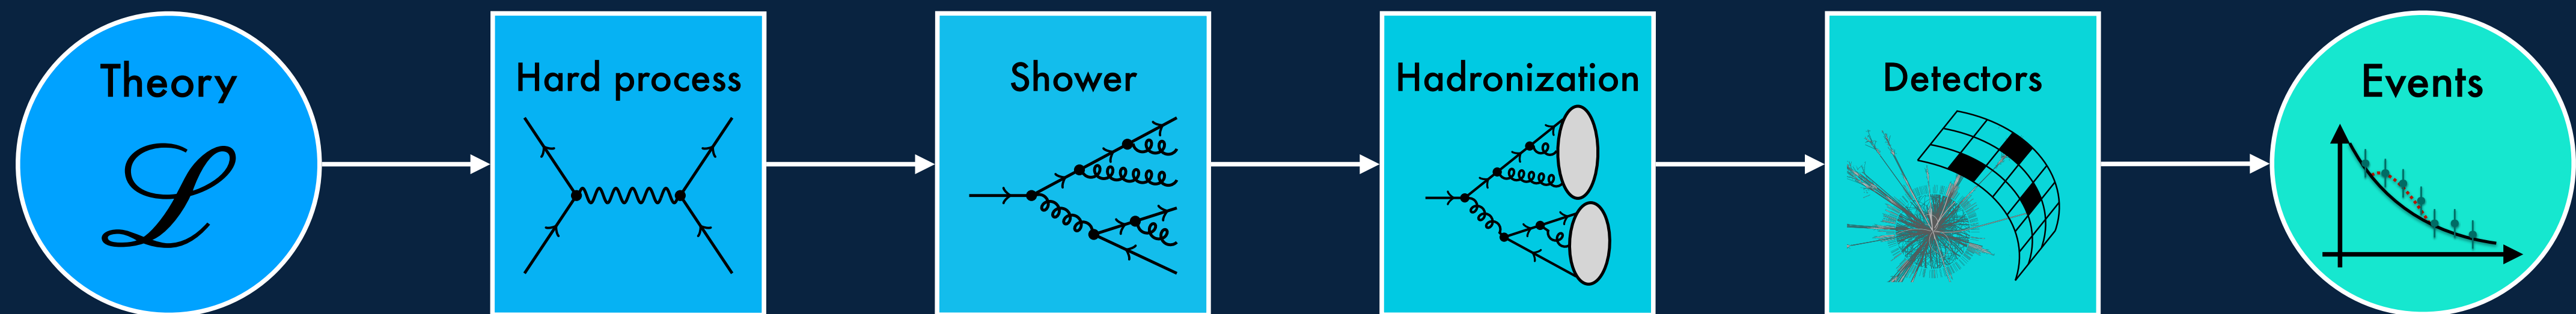 Theory
ℒ
Hard process
Shower
Hadronization
Detectors
Events